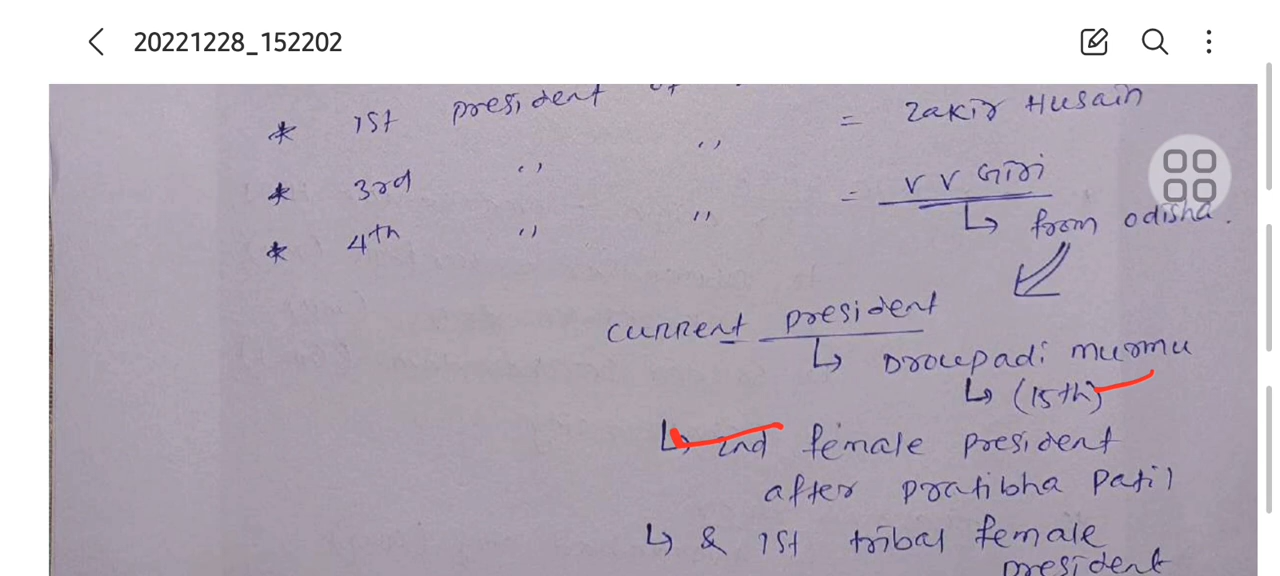 20221228_152202
* 1st president of
* 3rd " " = Zakir Husain
* 4th " " = V V Giri
↳ from odisha.
current president
↳ Droupadi murmu
↳ (15th)
↳ 2nd female president
after pratibha patil
↳ & 1st tribal female
president